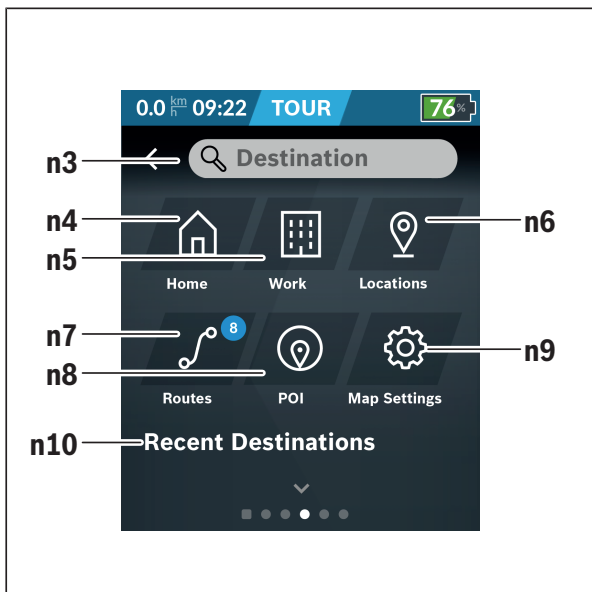 0.0 km/h 09:22 TOUR 76%
n3 Destination
n4 n6
n5 Home Work Locations
n7 8
n8 n9
Routes POI Map Settings
n10 Recent Destinations